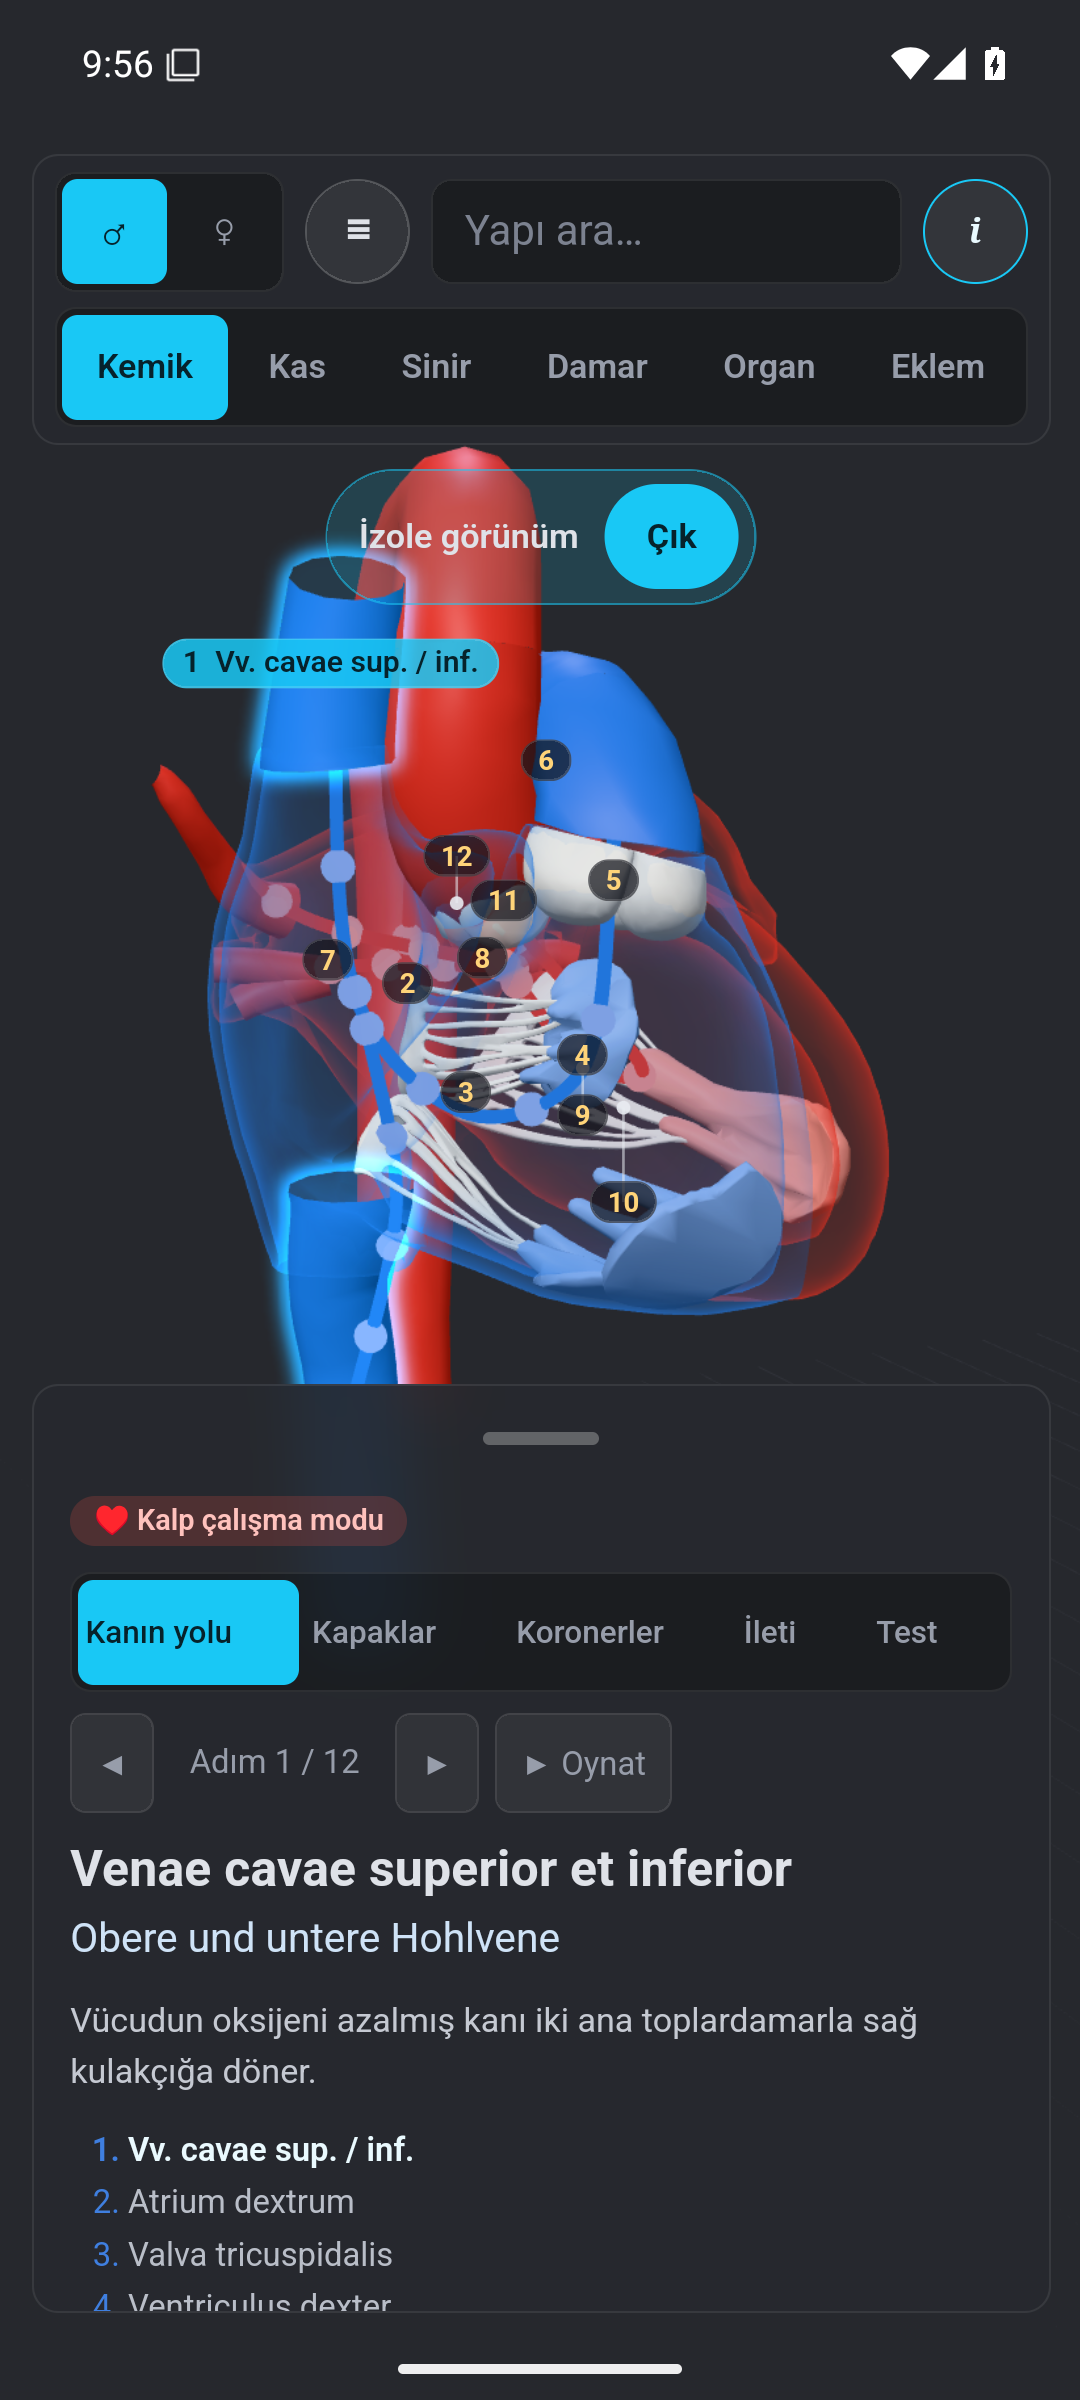 9:56
♂ ♀ ≡ Yapı ara... i
Kemik Kas Sinir Damar Organ Eklem
İzole görünüm Çık
1 Vv. cavae sup. / inf.
6
12
5
11
7
8
2
4
3
9
10
❤ Kalp çalışma modu
Kanın yolu Kapaklar Koronerler İleti Test
◀ Adım 1 / 12 ▶ ▶ Oynat
Venae cavae superior et inferior
Obere und untere Hohlvene
Vücudun oksijeni azalmış kanı iki ana toplardamarla sağ
kulakçığa döner.
1. Vv. cavae sup. / inf.
2. Atrium dextrum
3. Valva tricuspidalis
4. Ventriculus dexter